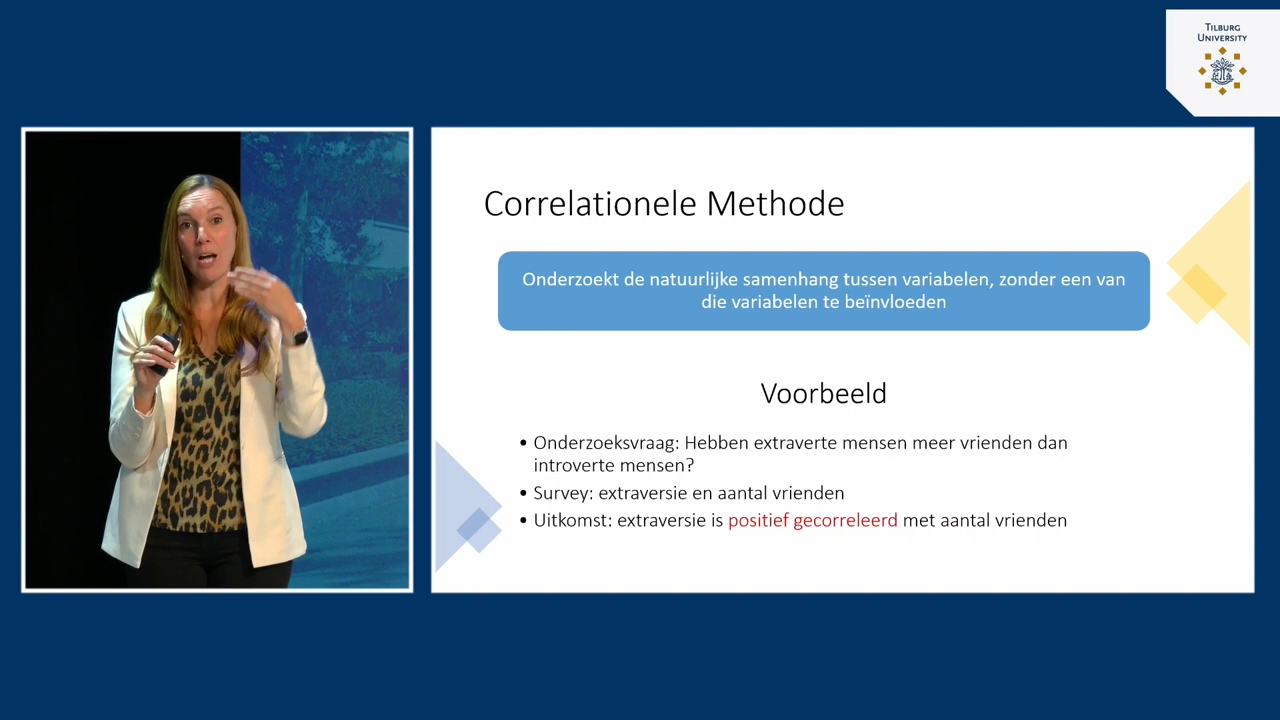 TILBURG
UNIVERSITY
Correlationele Methode
Onderzoekt de natuurlijke samenhang tussen variabelen, zonder een van
die variabelen te beïnvloeden
Voorbeeld
• Onderzoeksvraag: Hebben extraverte mensen meer vrienden dan
introverte mensen?
• Survey: extraversie en aantal vrienden
• Uitkomst: extraversie is positief gecorreleerd met aantal vrienden